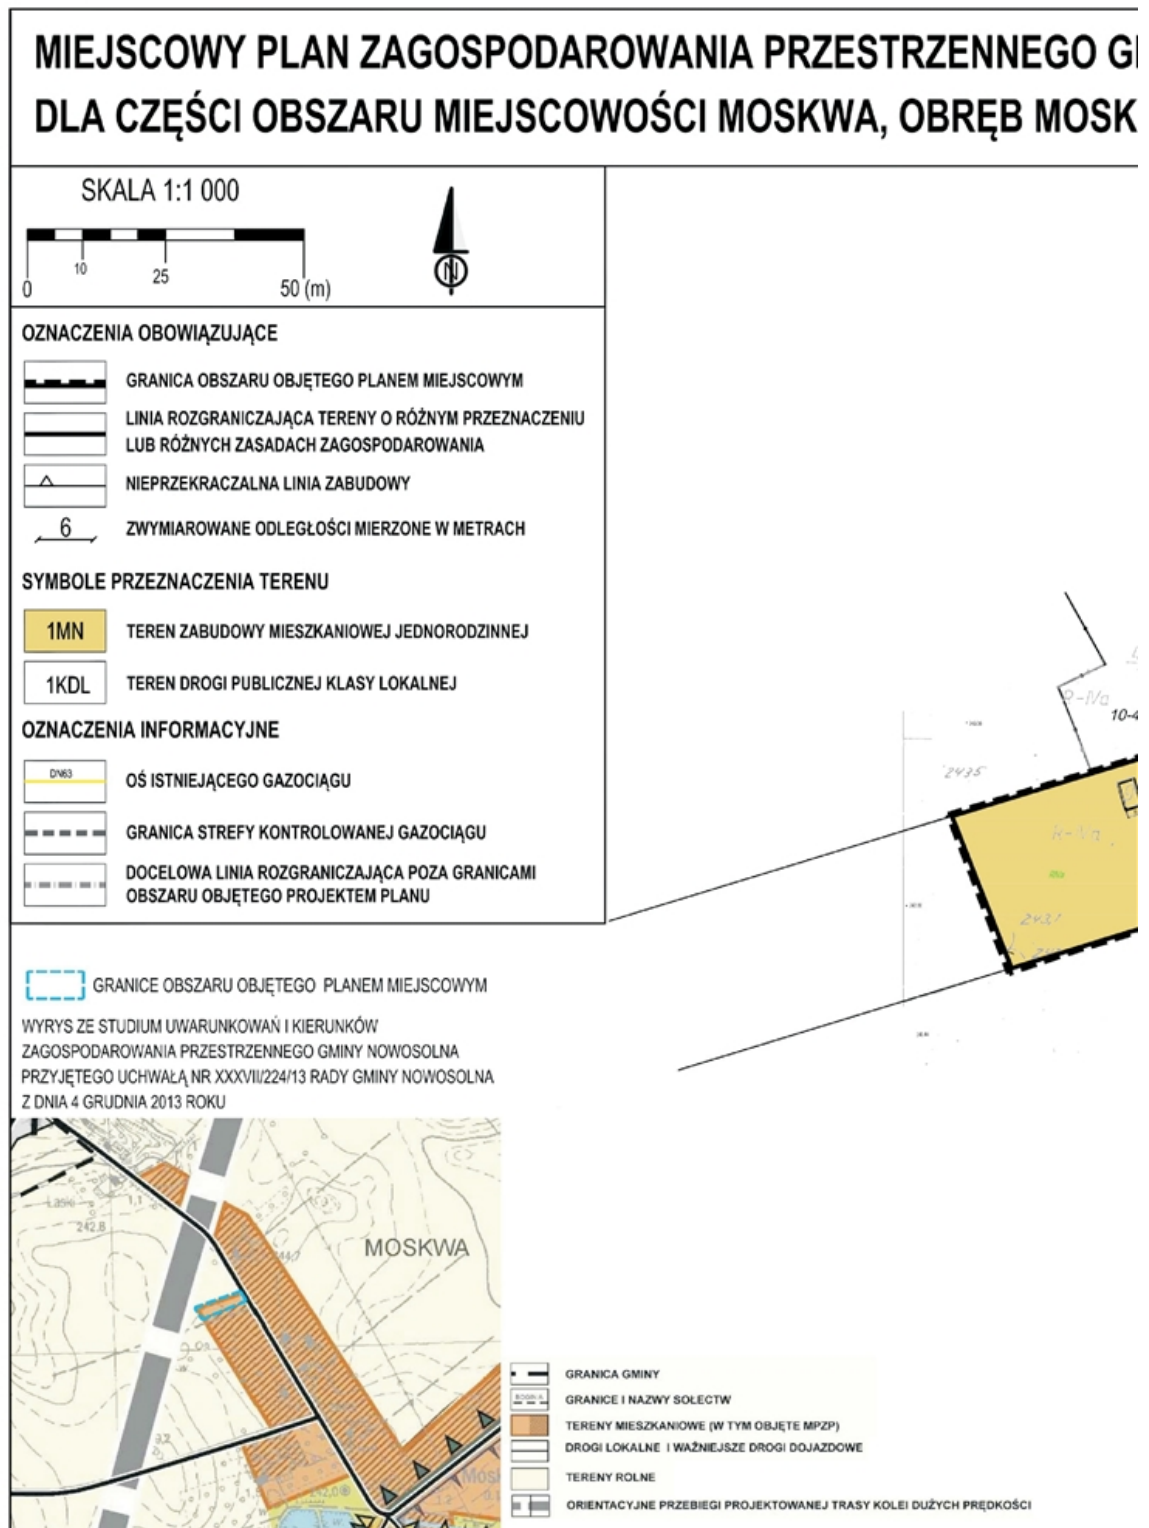 MIEJSCOWY PLAN ZAGOSPODAROWANIA PRZESTRZENNEGO
DLA CZĘŚCI OBSZARU MIEJSCOWOŚCI MOSKWA, OBRĘB MOSK
SKALA 1:1 000
0 10 25 50 (m)
N
OZNACZENIA OBOWIĄZUJĄCE
GRANICA OBSZARU OBJĘTEGO PLANEM MIEJSCOWYM
LINIA ROZGRANICZAJĄCA TERENY O RÓŻNYM PRZEZNACZENIU
LUB RÓŻNYCH ZASADACH ZAGOSPODAROWANIA
NIEPRZEKRACZALNA LINIA ZABUDOWY
6 ZWYMIAROWANE ODLEGŁOŚCI MIERZONE W METRACH
SYMBOLE PRZEZNACZENIA TERENU
1MN TEREN ZABUDOWY MIESZKANIOWEJ JEDNORODZINNEJ
1KDL TEREN DROGI PUBLICZNEJ KLASY LOKALNEJ
OZNACZENIA INFORMACYJNE
DN63 OŚ ISTNIEJĄCEGO GAZOCIĄGU
GRANICA STREFY KONTROLOWANEJ GAZOCIĄGU
DOCELOWA LINIA ROZGRANICZAJĄCA POZA GRANICAMI
OBSZARU OBJĘTEGO PROJEKTEM PLANU
R-IVa
10-4
2435
R-IVa
2431
GRANICE OBSZARU OBJĘTEGO PLANEM MIEJSCOWYM
WYRYS ZE STUDIUM UWARUNKOWAŃ I KIERUNKÓW
ZAGOSPODAROWANIA PRZESTRZENNEGO GMINY NOWOSOLNA
PRZYJĘTEGO UCHWAŁĄ NR XXXVII/224/13 RADY GMINY NOWOSOLNA
Z DNIA 4 GRUDNIA 2013 ROKU
242,8
MOSKWA
242,0
GRANICA GMINY
GRANICE I NAZWY SOŁECTW
TERENY MIESZKANIOWE (W TYM OBJĘTE MPZP)
DROGI LOKALNE I WAŻNIEJSZE DROGI DOJAZDOWE
TERENY ROLNE
ORIENTACYJNE PRZEBIEGI PROJEKTOWANEJ TRASY KOLEI DUŻYCH PRĘDKOŚCI